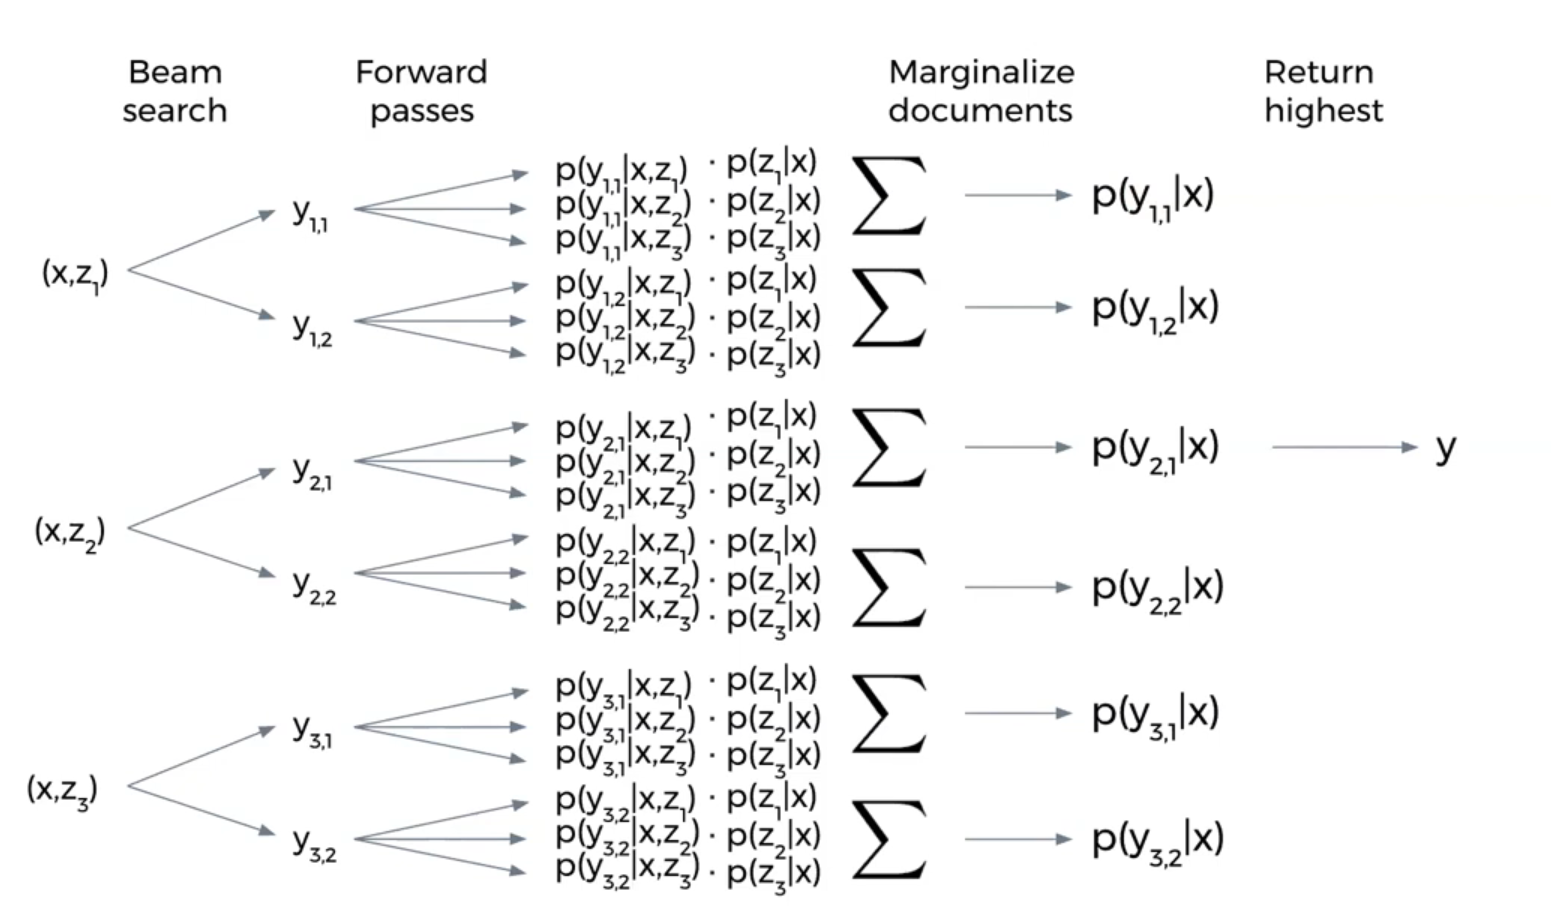 Beam search
Forward passes
Marginalize documents
Return highest
(x,z₁)
y₁,₁
p(y₁,₁|x,z₁) · p(z₁|x)
p(y₁,₁|x,z₂) · p(z₂|x)
p(y₁,₁|x,z₃) · p(z₃|x)
∑
p(y₁,₁|x)
y₁,₂
p(y₁,₂|x,z₁) · p(z₁|x)
p(y₁,₂|x,z₂) · p(z₂|x)
p(y₁,₂|x,z₃) · p(z₃|x)
∑
p(y₁,₂|x)
(x,z₂)
y₂,₁
p(y₂,₁|x,z₁) · p(z₁|x)
p(y₂,₁|x,z₂) · p(z₂|x)
p(y₂,₁|x,z₃) · p(z₃|x)
∑
p(y₂,₁|x)
y
y₂,₂
p(y₂,₂|x,z₁) · p(z₁|x)
p(y₂,₂|x,z₂) · p(z₂|x)
p(y₂,₂|x,z₃) · p(z₃|x)
∑
p(y₂,₂|x)
(x,z₃)
y₃,₁
p(y₃,₁|x,z₁) · p(z₁|x)
p(y₃,₁|x,z₂) · p(z₂|x)
p(y₃,₁|x,z₃) · p(z₃|x)
∑
p(y₃,₁|x)
y₃,₂
p(y₃,₂|x,z₁) · p(z₁|x)
p(y₃,₂|x,z₂) · p(z₂|x)
p(y₃,₂|x,z₃) · p(z₃|x)
∑
p(y₃,₂|x)